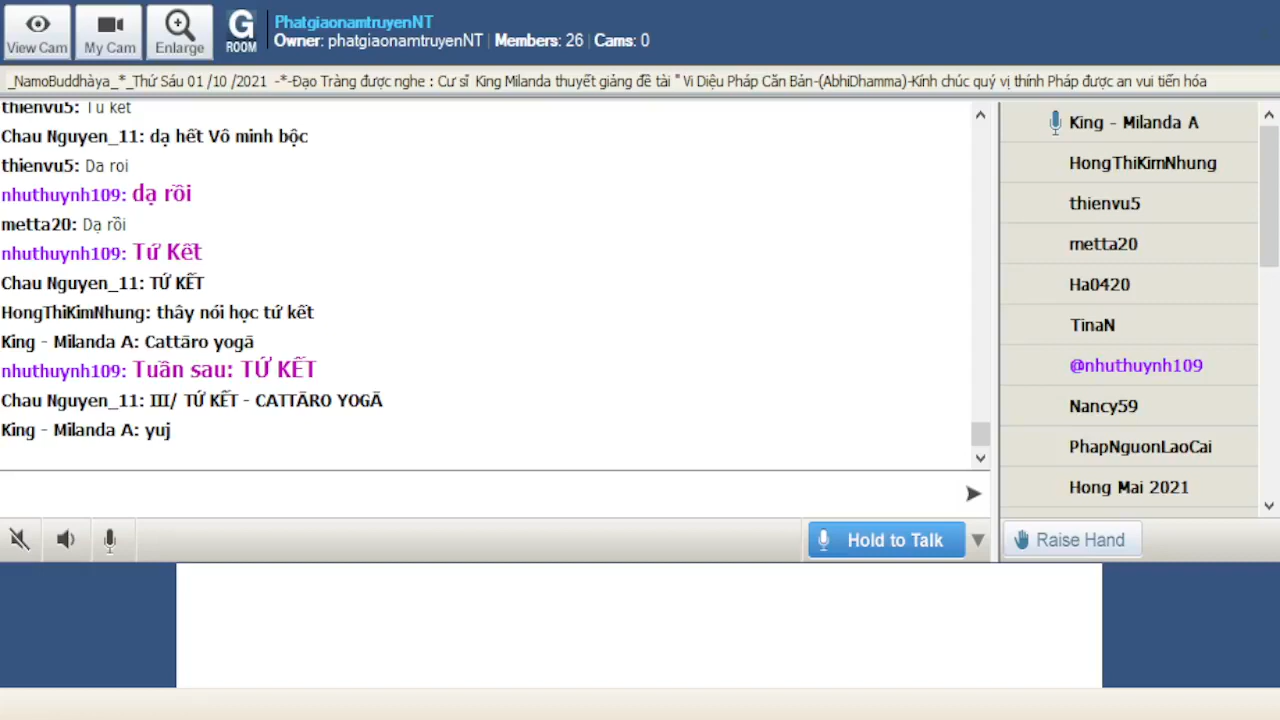 View Cam
My Cam
Enlarge
G
ROOM
PhatgiaonamtruyenNT
Owner: phatgiaonamtruyenNT | Members: 26 | Cams: 0
_NamoBuddhàya_*_Thứ Sáu 01 /10 /2021 -*-Đạo Tràng được nghe : Cư sĩ King Milanda thuyết giảng đề tài " Vi Diệu Pháp Căn Bản-(AbhiDhamma)-Kính chúc quý vị thính Pháp được an vui tiến hóa
thienvu5: Tu ket
Chau Nguyen_11: dạ hết Vô minh bộc
thienvu5: Da roi
nhuthuynh109: dạ rồi
metta20: Dạ rồi
nhuthuynh109: Tứ Kết
Chau Nguyen_11: TỨ KẾT
HongThiKimNhung: thây nói học tứ kết
King - Milanda A: Cattāro yogā
nhuthuynh109: Tuần sau: TỨ KẾT
Chau Nguyen_11: III/ TỨ KẾT - CATTĀRO YOGĀ
King - Milanda A: yuj
King - Milanda A
HongThiKimNhung
thienvu5
metta20
Ha0420
TinaN
@nhuthuynh109
Nancy59
PhapNguonLaoCai
Hong Mai 2021
Hold to Talk
Raise Hand